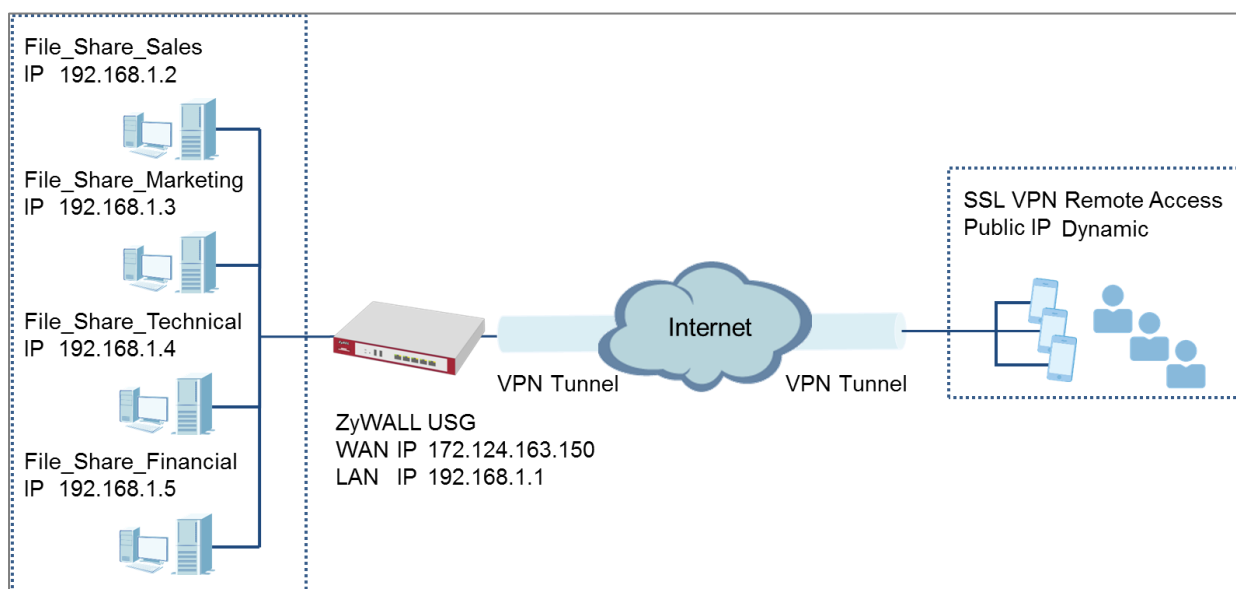 File_Share_Sales
IP 192.168.1.2
File_Share_Marketing
IP 192.168.1.3
File_Share_Technical
IP 192.168.1.4
File_Share_Financial
IP 192.168.1.5
VPN Tunnel
ZyWALL USG
WAN IP 172.124.163.150
LAN IP 192.168.1.1
Internet
VPN Tunnel
SSL VPN Remote Access
Public IP Dynamic